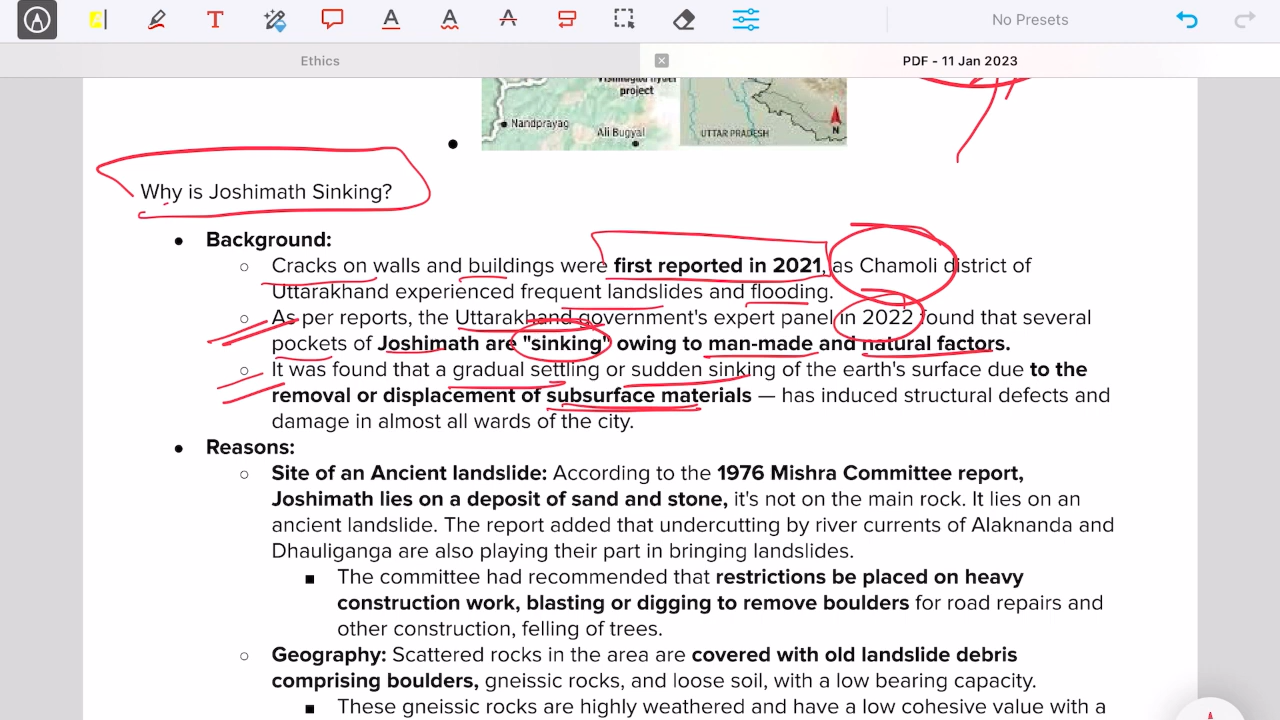 No Presets
Ethics
PDF - 11 Jan 2023
project
Nandprayag
Ali Bugyal
UTTAR PRADESH
N
Why is Joshimath Sinking?
• Background:
○ Cracks on walls and buildings were first reported in 2021, as Chamoli district of
Uttarakhand experienced frequent landslides and flooding.
○ As per reports, the Uttarakhand government's expert panel in 2022 found that several
pockets of Joshimath are "sinking" owing to man-made and natural factors.
○ It was found that a gradual settling or sudden sinking of the earth's surface due to the
removal or displacement of subsurface materials — has induced structural defects and
damage in almost all wards of the city.
• Reasons:
○ Site of an Ancient landslide: According to the 1976 Mishra Committee report,
Joshimath lies on a deposit of sand and stone, it's not on the main rock. It lies on an
ancient landslide. The report added that undercutting by river currents of Alaknanda and
Dhauliganga are also playing their part in bringing landslides.
■ The committee had recommended that restrictions be placed on heavy
construction work, blasting or digging to remove boulders for road repairs and
other construction, felling of trees.
○ Geography: Scattered rocks in the area are covered with old landslide debris
comprising boulders, gneissic rocks, and loose soil, with a low bearing capacity.
■ These gneissic rocks are highly weathered and have a low cohesive value with a